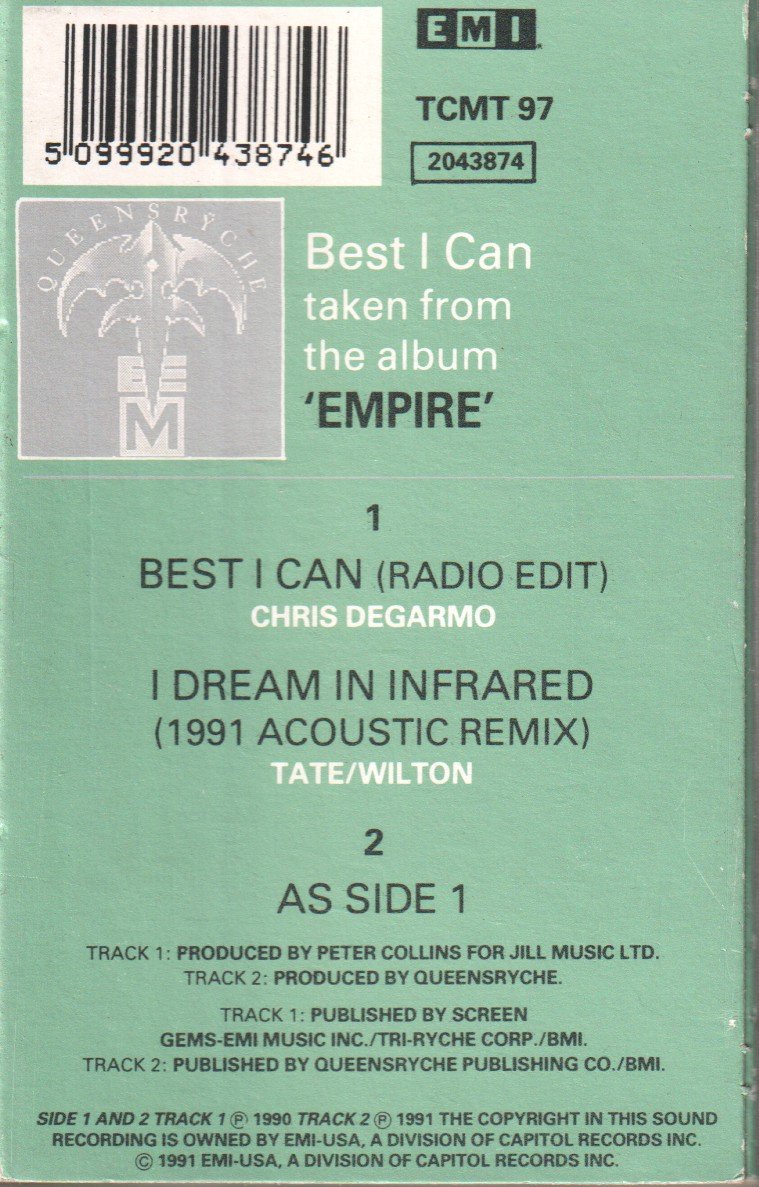 EMI
TCMT 97
5 099920 438746
2043874
QUEENSRŸCHE
E
M
Best I Can
taken from
the album
'EMPIRE'
1
BEST I CAN (RADIO EDIT)
CHRIS DEGARMO
I DREAM IN INFRARED
(1991 ACOUSTIC REMIX)
TATE/WILTON
2
AS SIDE 1
TRACK 1: PRODUCED BY PETER COLLINS FOR JILL MUSIC LTD.
TRACK 2: PRODUCED BY QUEENSRYCHE.
TRACK 1: PUBLISHED BY SCREEN
GEMS-EMI MUSIC INC./TRI-RYCHE CORP./BMI.
TRACK 2: PUBLISHED BY QUEENSRYCHE PUBLISHING CO./BMI.
SIDE 1 AND 2 TRACK 1 ℗ 1990 TRACK 2 ℗ 1991 THE COPYRIGHT IN THIS SOUND
RECORDING IS OWNED BY EMI-USA, A DIVISION OF CAPITOL RECORDS INC.
© 1991 EMI-USA, A DIVISION OF CAPITOL RECORDS INC.